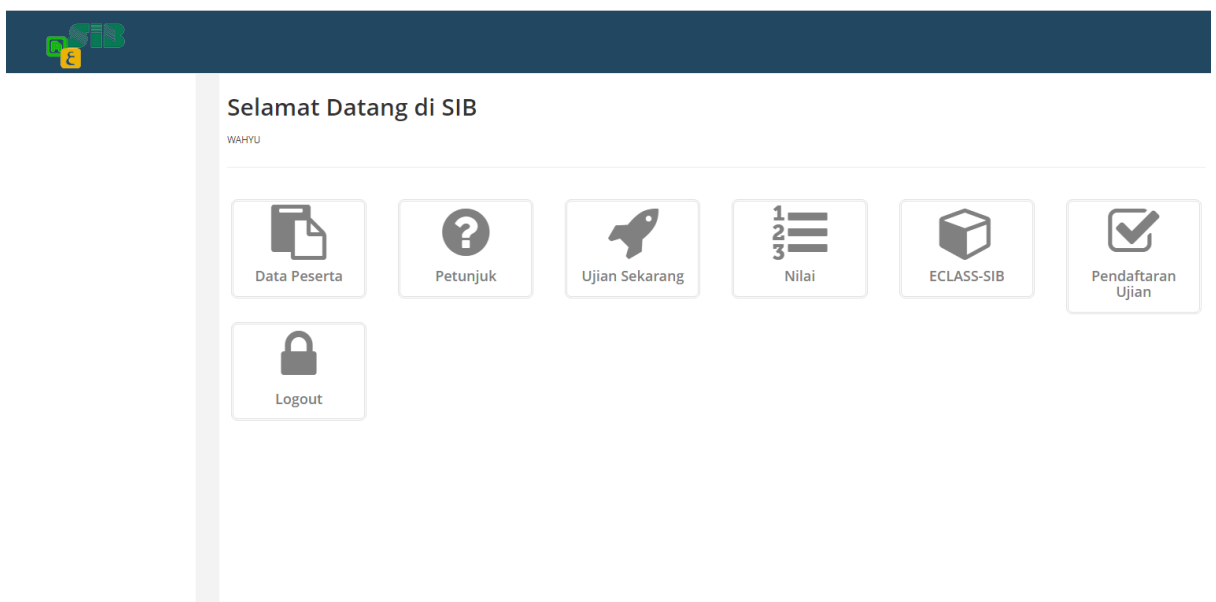 SIB
Selamat Datang di SIB
WAHYU
Data Peserta
Petunjuk
Ujian Sekarang
1
2
3
Nilai
ECLASS-SIB
Pendaftaran
Ujian
Logout